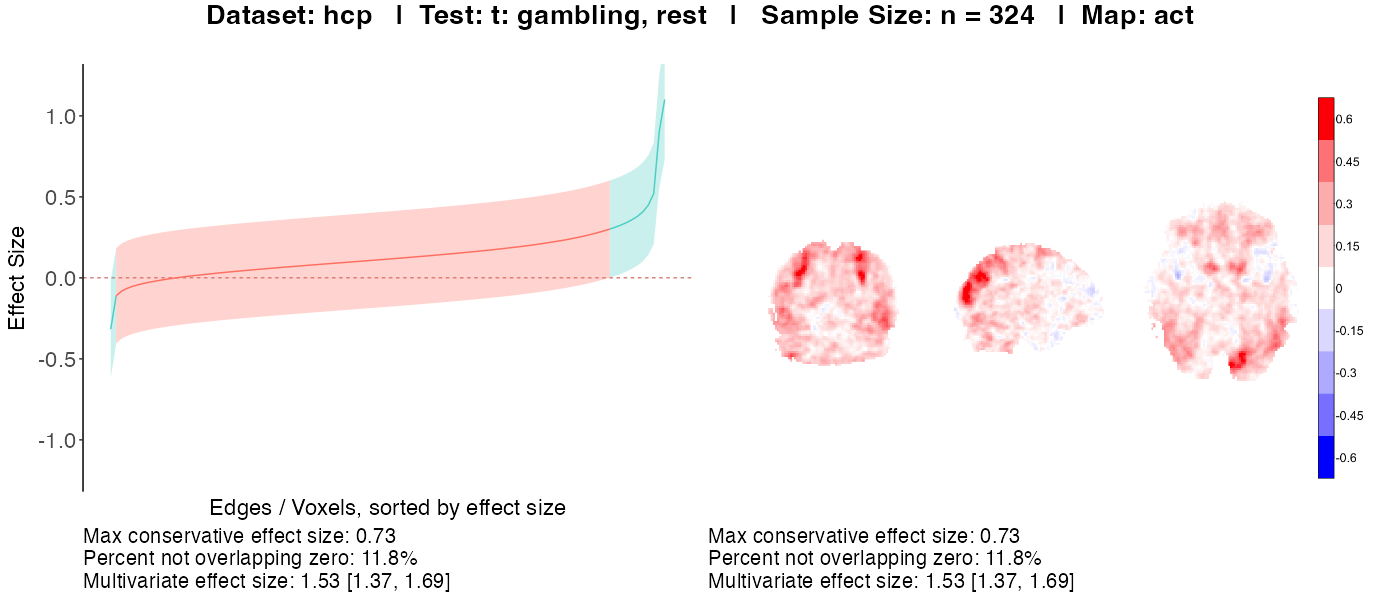 Dataset: hcp | Test: t: gambling, rest | Sample Size: n = 324 | Map: act
Effect Size
1.0
0.5
0.0
-0.5
-1.0
Edges / Voxels, sorted by effect size
Max conservative effect size: 0.73
Percent not overlapping zero: 11.8%
Multivariate effect size: 1.53 [1.37, 1.69]
0.6
0.45
0.3
0.15
0
-0.15
-0.3
-0.45
-0.6
Max conservative effect size: 0.73
Percent not overlapping zero: 11.8%
Multivariate effect size: 1.53 [1.37, 1.69]